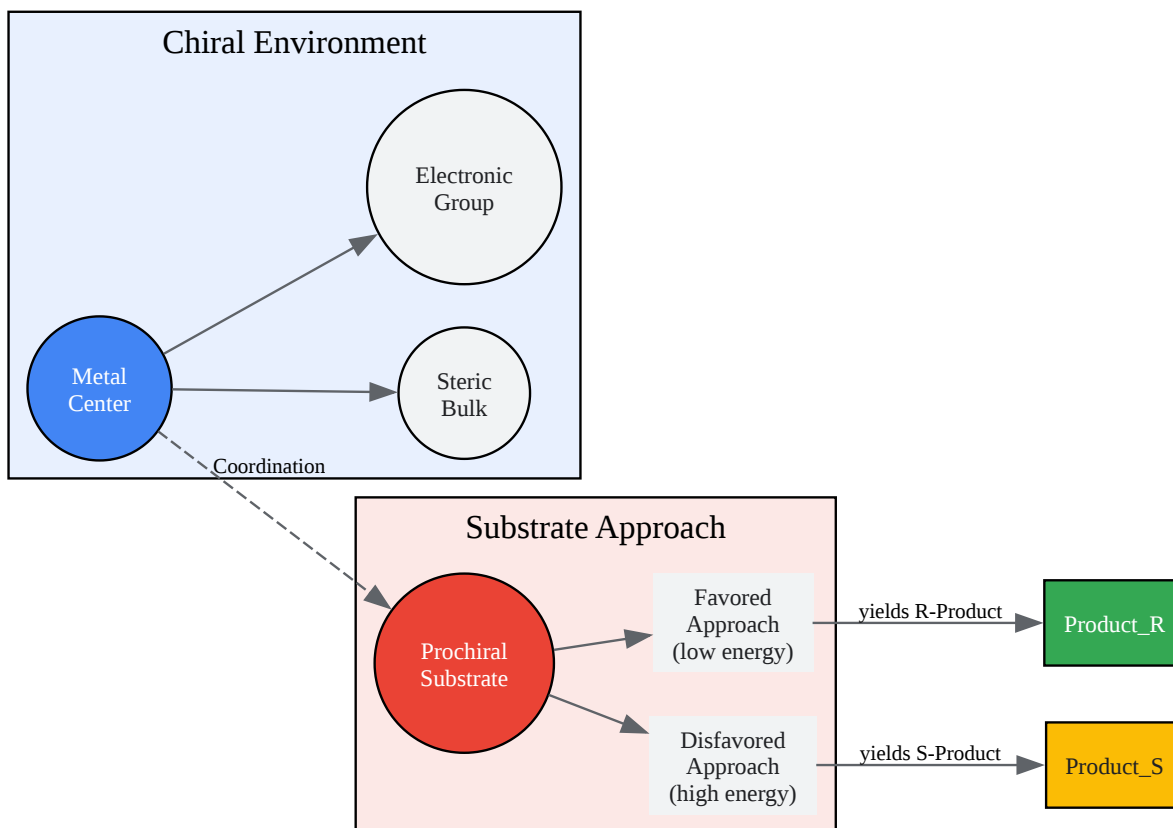 Chiral Environment
Electronic
Group
Metal
Center
Steric
Bulk
Coordination
Substrate Approach
Prochiral
Substrate
Favored
Approach
(low energy)
yields R-Product
Product_R
Disfavored
Approach
(high energy)
yields S-Product
Product_S